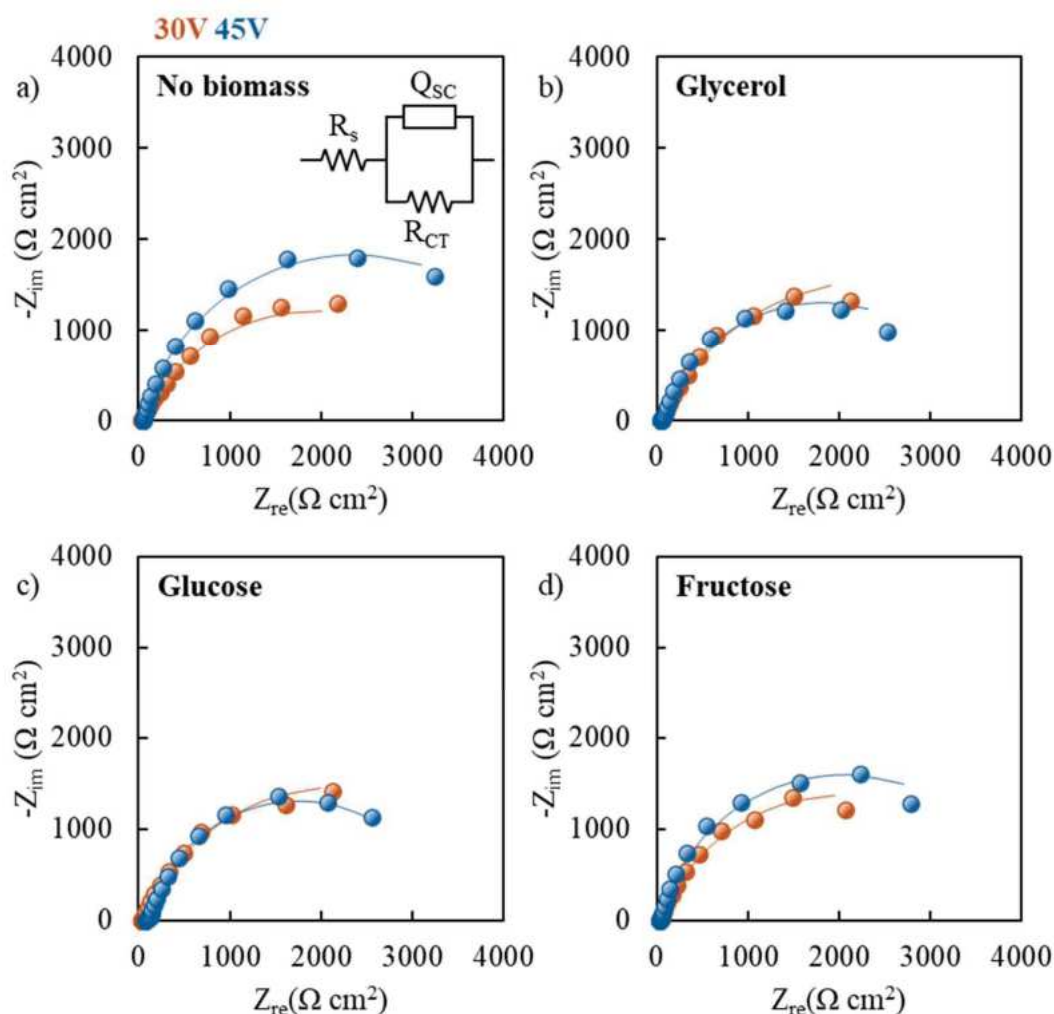 30V 45V
a)
No biomass
Q_SC
R_s
R_CT
4000
3000
2000
1000
0
-Z_im (Ω cm²)
0 1000 2000 3000 4000
Z_re(Ω cm²)
b)
Glycerol
4000
3000
2000
1000
0
-Z_im (Ω cm²)
0 1000 2000 3000 4000
Z_re(Ω cm²)
c)
Glucose
4000
3000
2000
1000
0
-Z_im (Ω cm²)
0 1000 2000 3000 4000
Z_re(Ω cm²)
d)
Fructose
4000
3000
2000
1000
0
-Z_im (Ω cm²)
0 1000 2000 3000 4000
Z_re(Ω cm²)